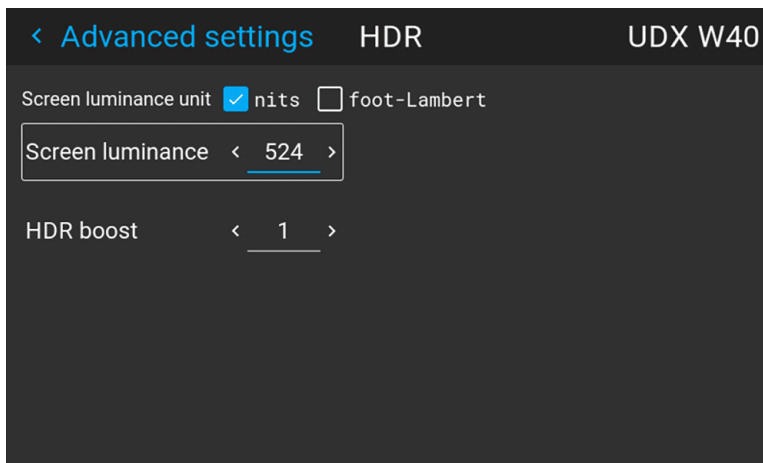 Advanced settings HDR UDX W40
Screen luminance unit nits foot-Lambert
Screen luminance 524
HDR boost 1